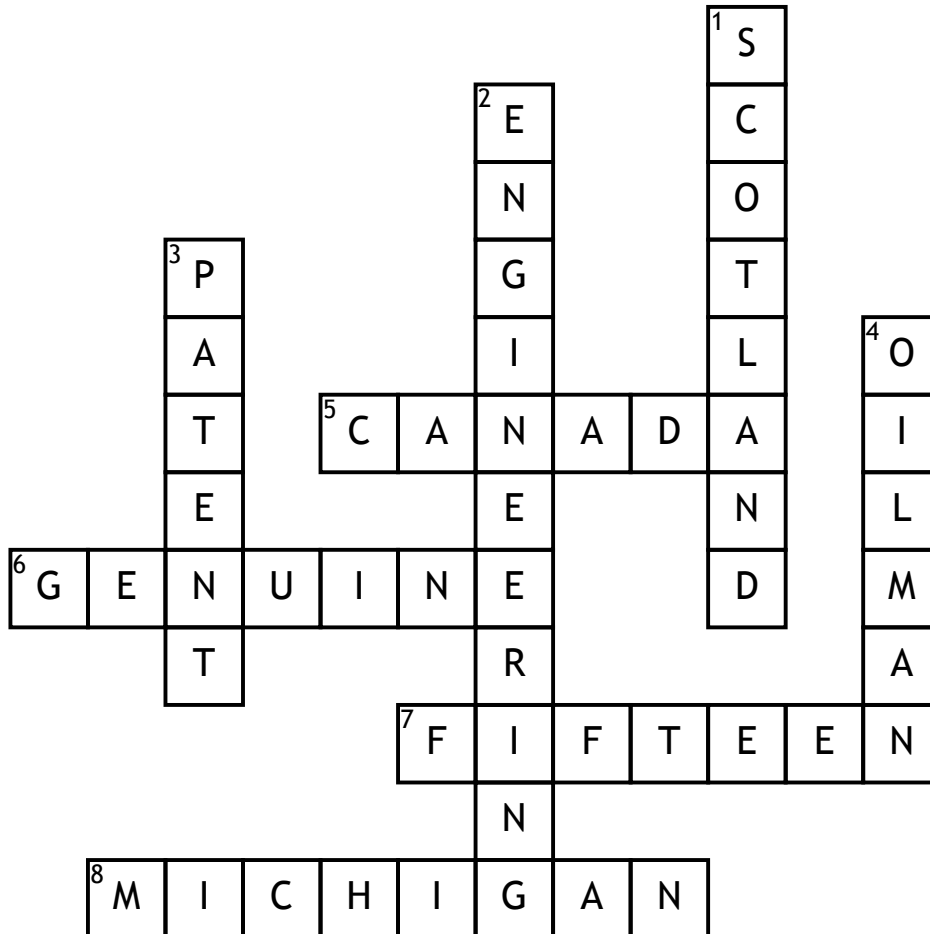 1 S
2 E C
N O
3 P G T
A I L 4 O
T 5 C A N A D A I
E E N L
6 G E N U I N E D M
T R A
7 F I F T E E N
N
8 M I C H I G A N